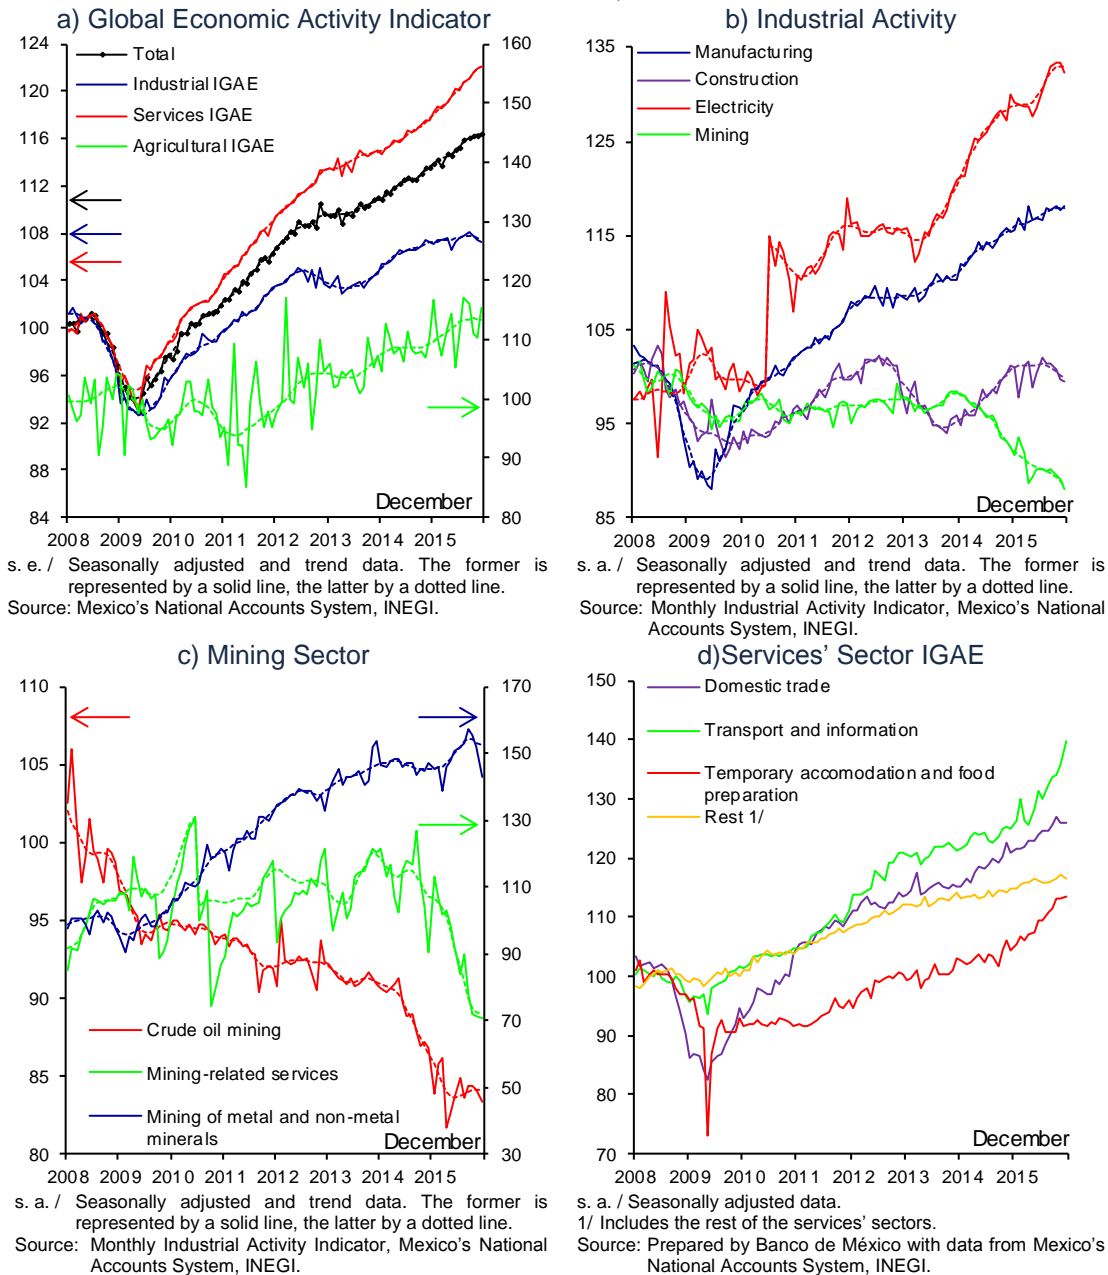 a) Global Economic Activity Indicator
124
120
116
112
108
104
100
96
92
88
84
160
150
140
130
120
110
100
90
80
Total
Industrial IGAE
Services IGAE
Agricultural IGAE
December
2008 2009 2010 2011 2012 2013 2014 2015
s. e. / Seasonally adjusted and trend data. The former is
represented by a solid line, the latter by a dotted line.
Source: Mexico's National Accounts System, INEGI.
b) Industrial Activity
135
125
115
105
95
85
Manufacturing
Construction
Electricity
Mining
December
2008 2009 2010 2011 2012 2013 2014 2015
s. a. / Seasonally adjusted and trend data. The former is
represented by a solid line, the latter by a dotted line.
Source: Monthly Industrial Activity Indicator, Mexico's National
Accounts System, INEGI.
c) Mining Sector
110
105
100
95
90
85
80
170
150
130
110
90
70
50
30
Crude oil mining
Mining-related services
Mining of metal and non-metal
minerals
December
2008 2009 2010 2011 2012 2013 2014 2015
s. a. / Seasonally adjusted and trend data. The former is
represented by a solid line, the latter by a dotted line.
Source: Monthly Industrial Activity Indicator, Mexico's National
Accounts System, INEGI.
d)Services' Sector IGAE
150
140
130
120
110
100
90
80
70
Domestic trade
Transport and information
Temporary accomodation and food
preparation
Rest 1/
December
2008 2009 2010 2011 2012 2013 2014 2015
s. a. / Seasonally adjusted data.
1/ Includes the rest of the services' sectors.
Source: Prepared by Banco de México with data from Mexico's
National Accounts System, INEGI.